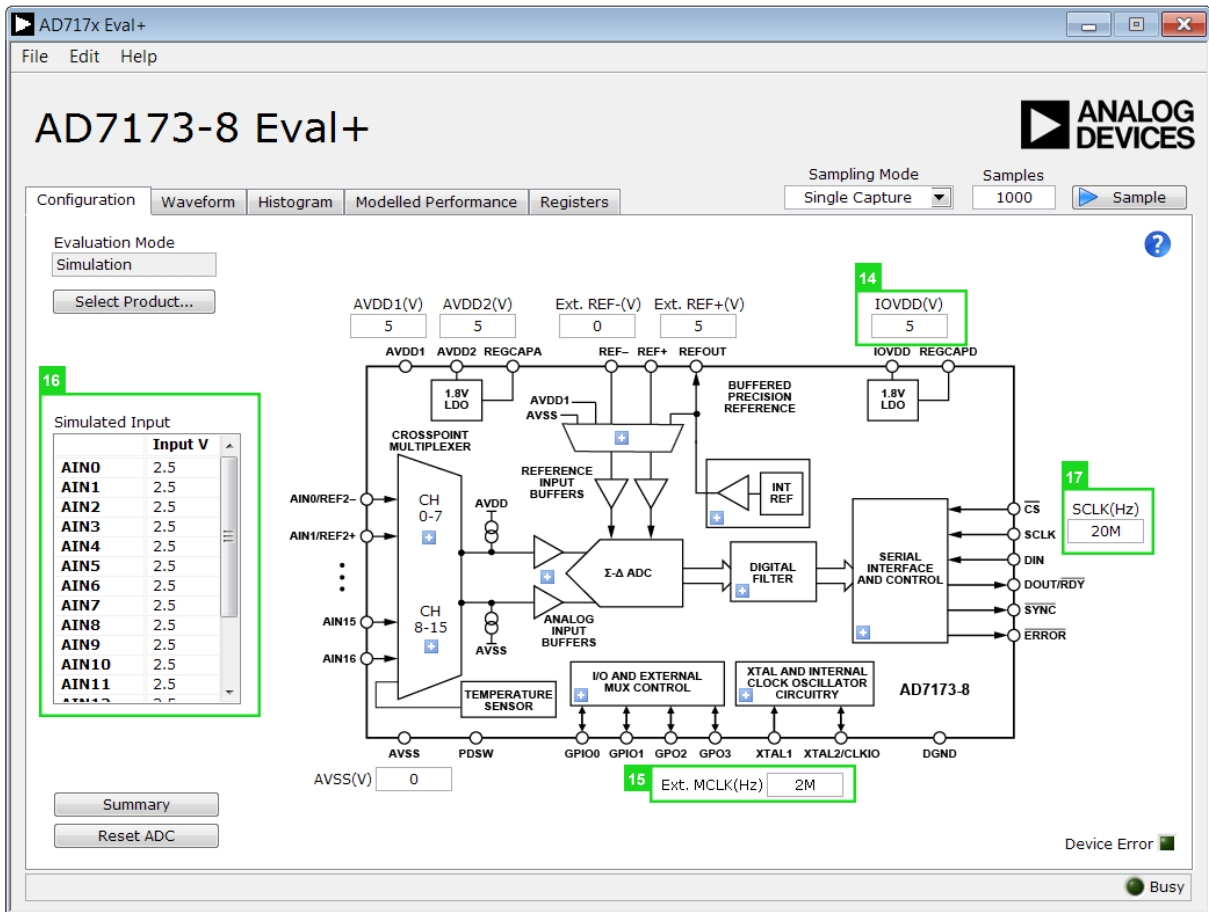 AD717x Eval+
File Edit Help
AD7173-8 Eval+
ANALOG
DEVICES
Sampling Mode
Single Capture
Samples
1000
Sample
Configuration
Waveform
Histogram
Modelled Performance
Registers
Evaluation Mode
Simulation
Select Product...
AVDD1(V)
5
AVDD2(V)
5
Ext. REF-(V)
0
Ext. REF+(V)
5
14
IOVDD(V)
5
AVDD1 AVDD2 REGCAPA
REF– REF+ REFOUT
IOVDD REGCAPD
1.8V
LDO
AVDD1
AVSS
BUFFERED
PRECISION
REFERENCE
1.8V
LDO
16
Simulated Input
Input V
AIN0 2.5
AIN1 2.5
AIN2 2.5
AIN3 2.5
AIN4 2.5
AIN5 2.5
AIN6 2.5
AIN7 2.5
AIN8 2.5
AIN9 2.5
AIN10 2.5
AIN11 2.5
CROSSPOINT
MULTIPLEXER
REFERENCE
INPUT
BUFFERS
INT
REF
AIN0/REF2–
AIN1/REF2+
AIN15
AIN16
CH
0-7
CH
8-15
AVDD
AVSS
Σ-Δ ADC
ANALOG
INPUT
BUFFERS
DIGITAL
FILTER
SERIAL
INTERFACE
AND CONTROL
17
SCLK(Hz)
20M
CS
SCLK
DIN
DOUT/RDY
SYNC
ERROR
TEMPERATURE
SENSOR
I/O AND EXTERNAL
MUX CONTROL
XTAL AND INTERNAL
CLOCK OSCILLATOR
CIRCUITRY
AD7173-8
AVSS PDSW GPIO0 GPIO1 GPO2 GPO3 XTAL1 XTAL2/CLKIO DGND
AVSS(V) 0
15
Ext. MCLK(Hz) 2M
Summary
Reset ADC
Device Error
Busy